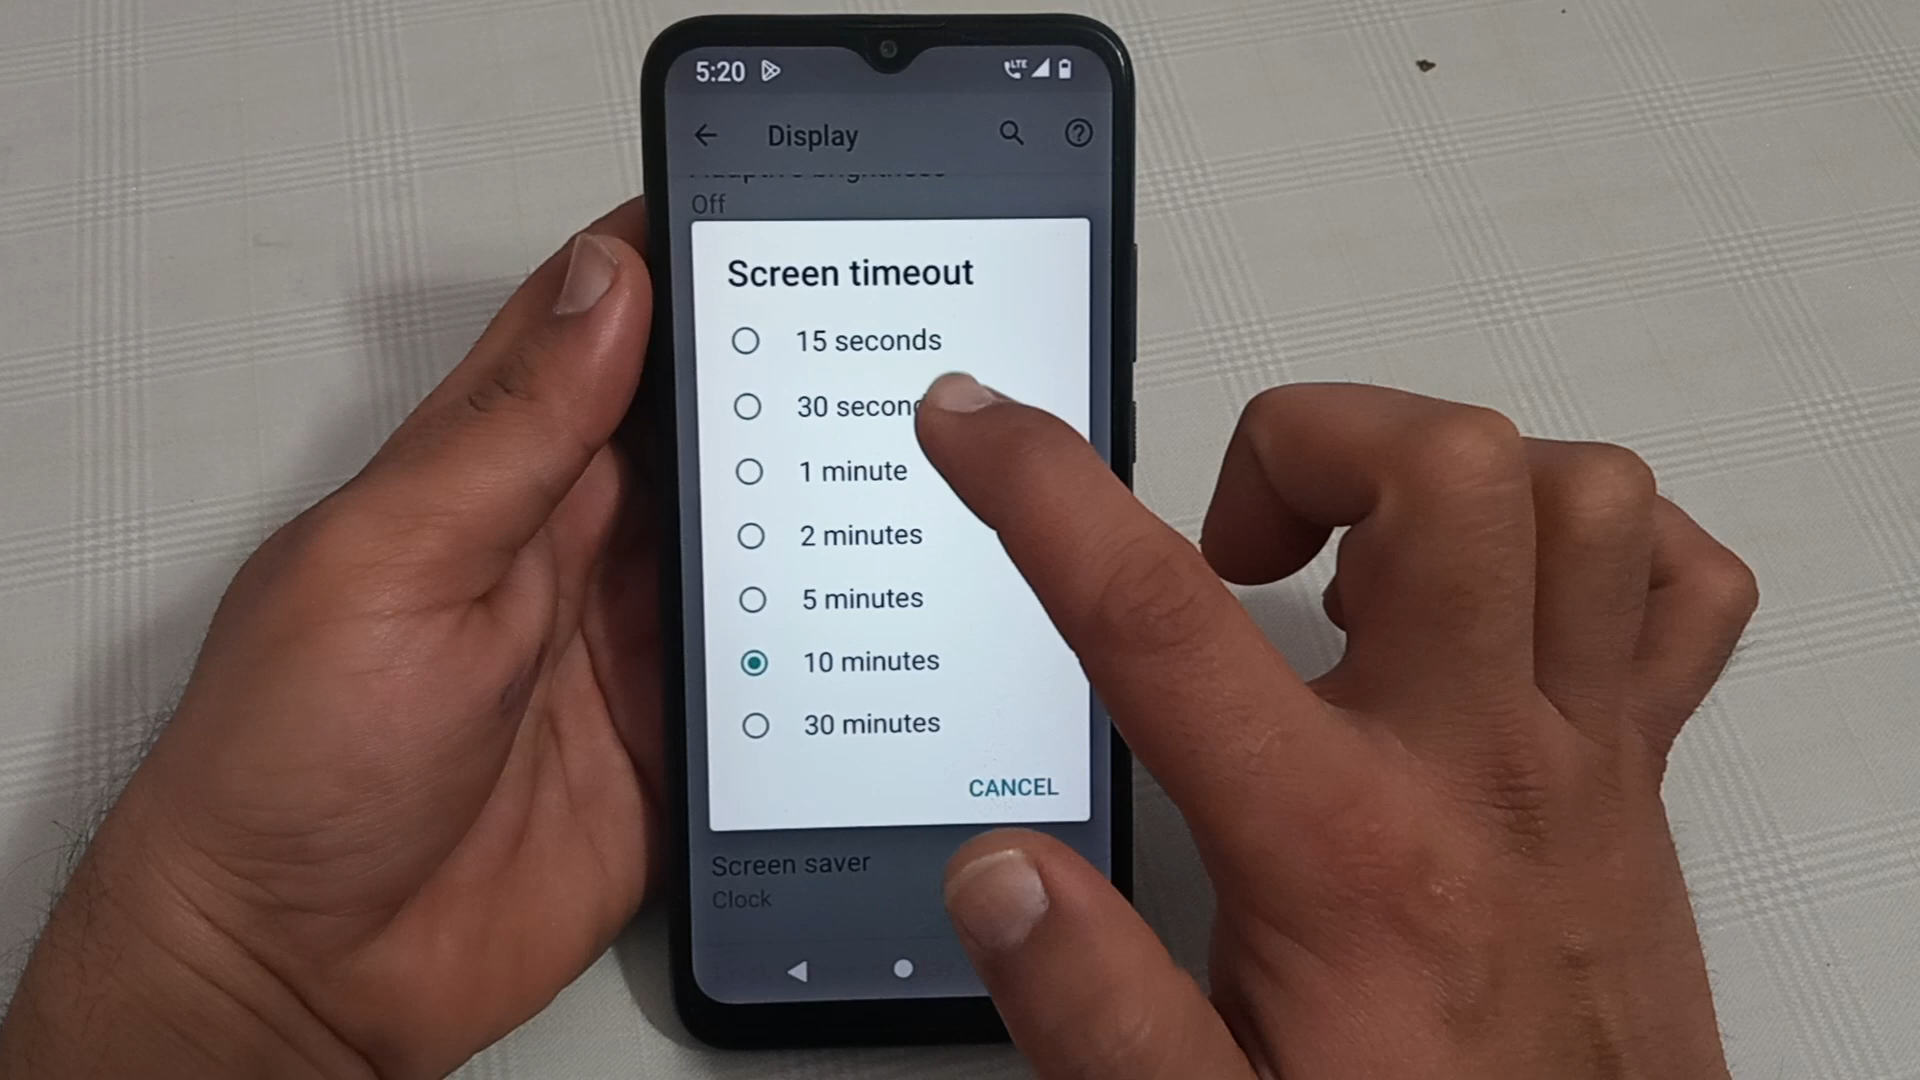 5:20 LTE
Display
Off
Screen timeout
15 seconds
30
1 minute
2 minutes
5 minutes
10 minutes
30 minutes
CANCEL
Screen saver
Clock